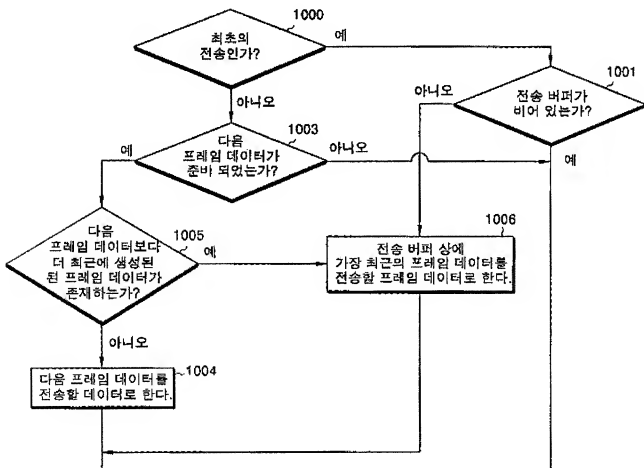 1000
최초의
전송인가?
예
1001
전송 버퍼가
비어 있는가?
아니오
아니오
예
1003
다음
프레임 데이터가
준바 되었는가?
예
아니오
1005
다음
프레임 데이터보다
더 최근에 생성된
된 프레임 데이터가
존재하는가?
예
1006
전송 버퍼 상에
가장 최근의 프레임 데이터를
전송할 프레임 데이터로 한다.
아니오
1004
다음 프레임 데이터를
전송할 데이터로 한다.